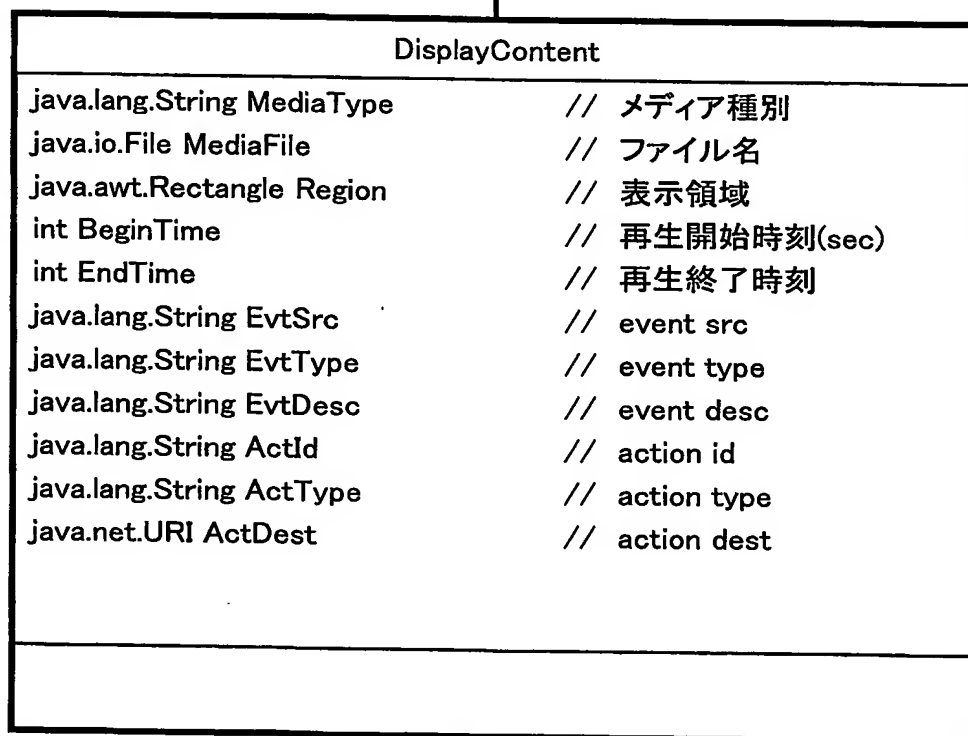 DisplayContent
java.lang.String MediaType // メディア種別
java.io.File MediaFile // ファイル名
java.awt.Rectangle Region // 表示領域
int BeginTime // 再生開始時刻(sec)
int EndTime // 再生終了時刻
java.lang.String EvtSrc // event src
java.lang.String EvtType // event type
java.lang.String EvtDesc // event desc
java.lang.String ActId // action id
java.lang.String ActType // action type
java.net.URI ActDest // action dest